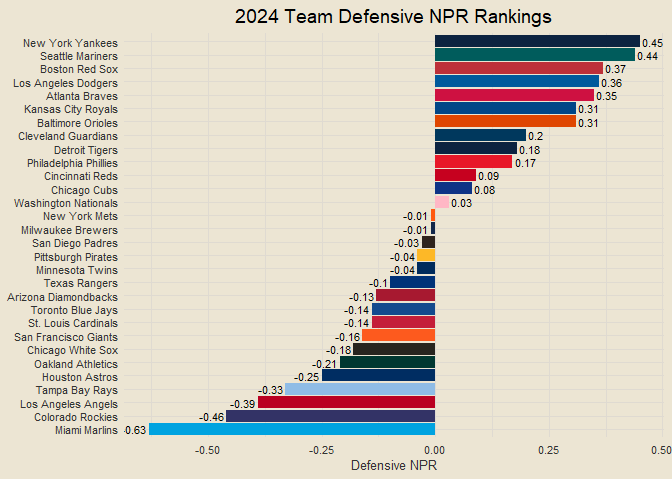 2024 Team Defensive NPR Rankings
New York Yankees 0.45
Seattle Mariners 0.44
Boston Red Sox 0.37
Los Angeles Dodgers 0.36
Atlanta Braves 0.35
Kansas City Royals 0.31
Baltimore Orioles 0.31
Cleveland Guardians 0.2
Detroit Tigers 0.18
Philadelphia Phillies 0.17
Cincinnati Reds 0.09
Chicago Cubs 0.08
Washington Nationals 0.03
New York Mets -0.01
Milwaukee Brewers -0.01
San Diego Padres -0.03
Pittsburgh Pirates -0.04
Minnesota Twins -0.04
Texas Rangers -0.1
Arizona Diamondbacks -0.13
Toronto Blue Jays -0.14
St. Louis Cardinals -0.14
San Francisco Giants -0.16
Chicago White Sox -0.18
Oakland Athletics -0.21
Houston Astros -0.25
Tampa Bay Rays -0.33
Los Angeles Angels -0.39
Colorado Rockies -0.46
Miami Marlins -0.63
-0.50 -0.25 0.00 0.25 0.50
Defensive NPR